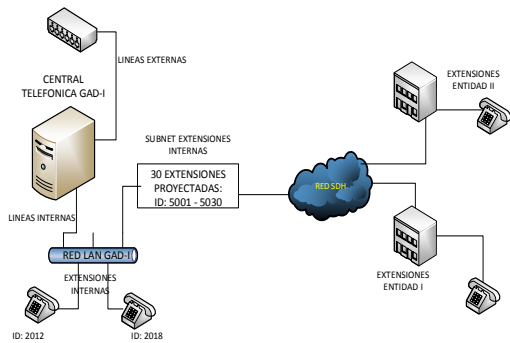 LINEAS EXTERNAS
CENTRAL
TELEFONICA GAD-I
EXTENSIONES
ENTIDAD II
SUBNET EXTENSIONES
INTERNAS
30 EXTENSIONES
PROYECTADAS:
ID: 5001 - 5030
RED SDH
LINEAS INTERNAS
RED LAN GAD-I
EXTENSIONES
INTERNAS
EXTENSIONES
ENTIDAD I
ID: 2012
ID: 2018